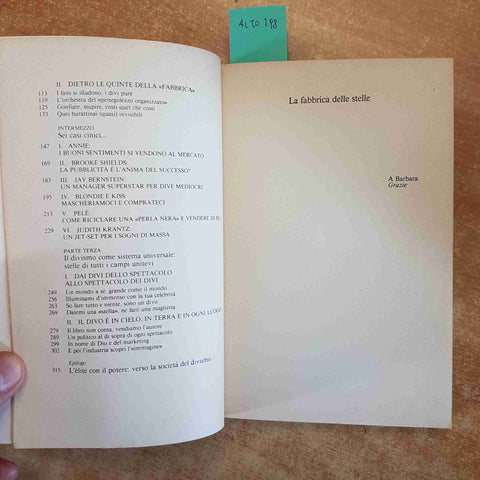 ALTO 298
II. DIETRO LE QUINTE DELLA «FABBRICA»
113 I fans si illudono, i divi pure
119 L'orchestra del «pettegolezzo organizzato»
125 Gonfiare, stupire, costi quel che costi
133 Quei burattinai (quasi) invisibili
INTERMEZZO
Sei casi cinici...
147 I. ANNIE:
I BUONI SENTIMENTI SI VENDONO AL MERCATO
169 II. BROOKE SHIELDS:
LA PUBBLICITÀ È L'ANIMA DEL SUCCESSO?
183 III. JAY BERNSTEIN:
UN MANAGER SUPERSTAR PER DIVE MEDIOCRI
195 IV. BLONDIE E KISS:
MASCHERIAMOCI E COMPRATECI
213 V. PELÉ:
COME RICICLARE UNA «PERLA NERA» E VENDERE DI
229 VI. JUDITH KRANTZ:
UN JET-SET PER I SOGNI DI MASSA
PARTE TERZA
Il divismo come sistema universale:
stelle di tutti i campi unitevi
I. DAI DIVI DELLO SPETTACOLO
ALLO SPETTACOLO DEI DIVI
249 Un mondo a sé, grande come il mondo
256 Illuminami d'immenso con la tua celebrità
263 So fare tutto e niente, sono un divo
269 Datemi una «stella», ne farò una maglietta
II. IL DIVO È IN CIELO, IN TERRA E IN OGNI LUOGO
279 Il libro non conta, vendiamo l'autore
289 Un politico al di sopra di ogni spettacolo
299 In nome di Dio e del marketing
302 E poi l'industria scoprì l'«immagine»
Epilogo
315 L'élite con il potere: verso la società del divismo
La fabbrica delle stelle
A Barbara.
Grazie